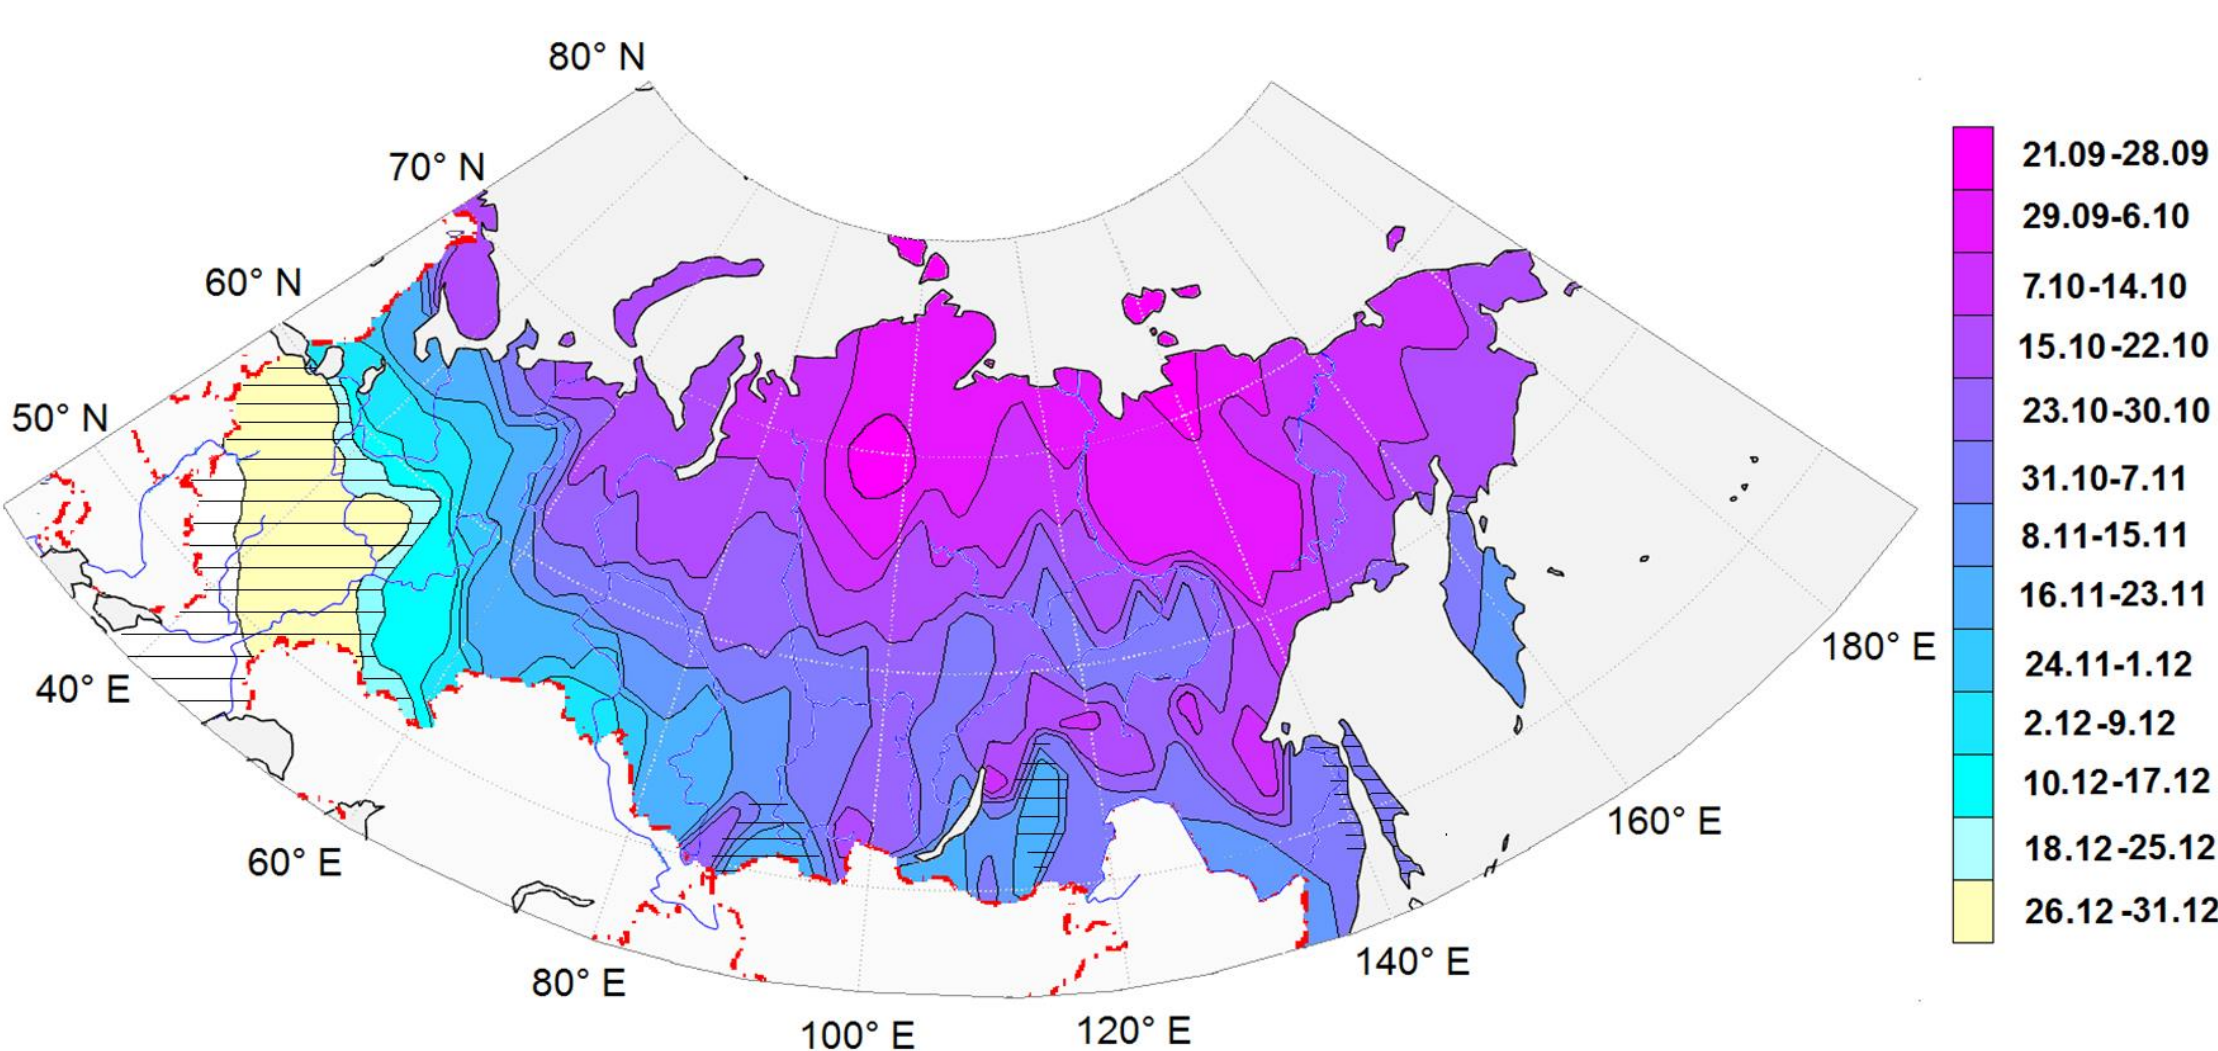 80° N
70° N
60° N
50° N
40° E
60° E
80° E
100° E
120° E
140° E
160° E
180° E
21.09-28.09
29.09-6.10
7.10-14.10
15.10-22.10
23.10-30.10
31.10-7.11
8.11-15.11
16.11-23.11
24.11-1.12
2.12-9.12
10.12-17.12
18.12-25.12
26.12-31.12